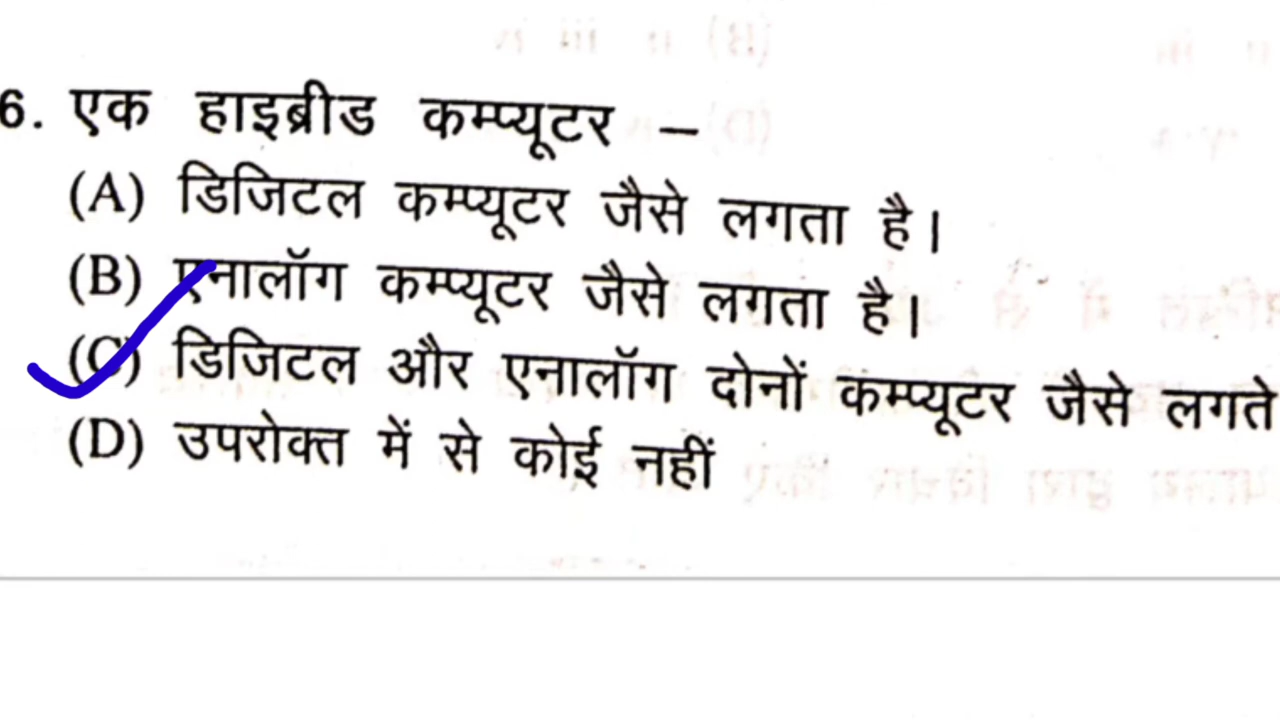 6. एक हाइब्रीड कम्प्यूटर –
(A) डिजिटल कम्प्यूटर जैसे लगता है।
(B) एनालॉग कम्प्यूटर जैसे लगता है।
(C) डिजिटल और एनालॉग दोनों कम्प्यूटर जैसे लगते
(D) उपरोक्त में से कोई नहीं